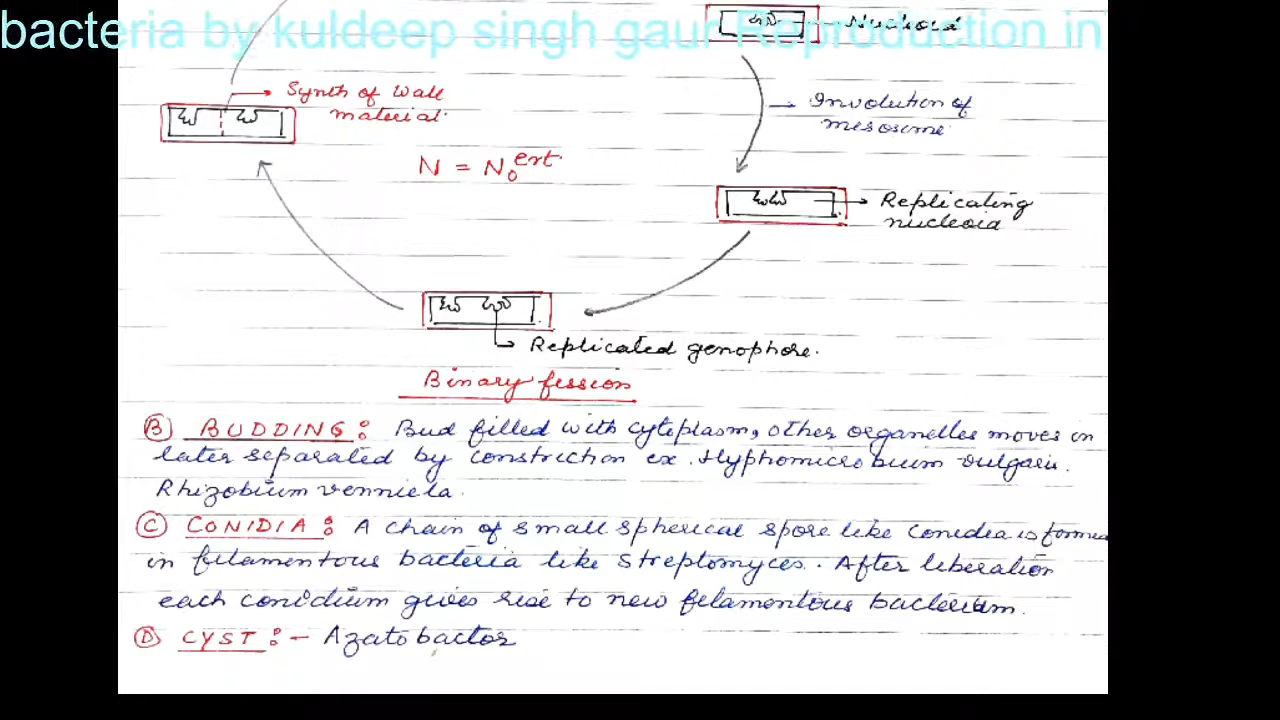 bacteria by kuldeep singh gaur Reproduction in
Nucleoid
Synth of wall
material.
Involution of
mesosome
N = N₀ ert.
Replicating
nucleoid
Replicated genophore.
Binary fission
(B) BUDDING : Bud filled with cytoplasm, other organelles moves in
later separated by constriction ex. Hyphomicrobium vulgaris.
Rhizobium
(C) CONIDIA : A chain of small spherical spore like conidia is formed
in filamentous bacteria like Streptomyces. After liberation
each conidium gives rise to new filamentous bacterium.
(D) CYST :- Azatobactor